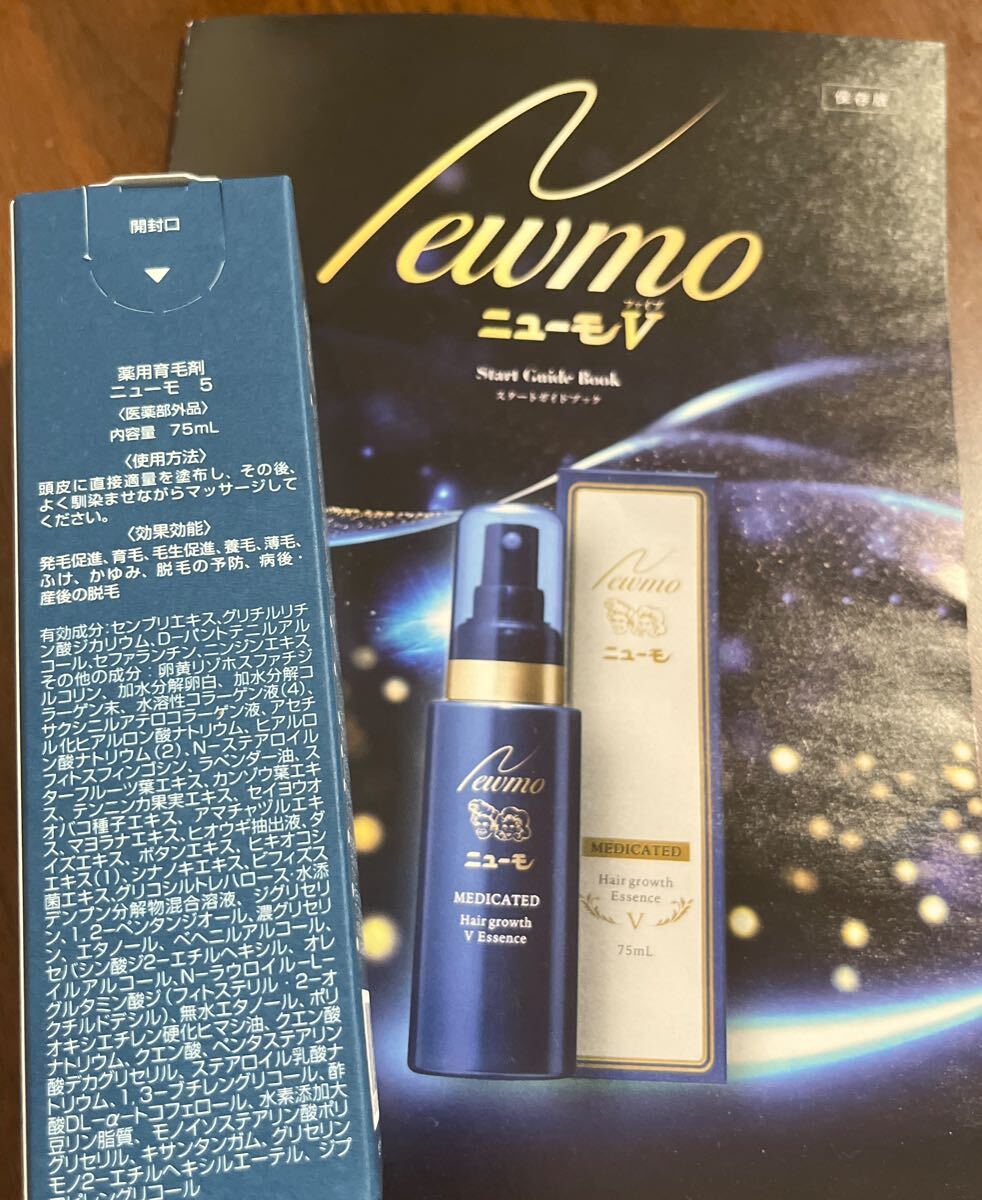 開封口
薬用育毛剤
ニューモ 5
〈医薬部外品〉
内容量 75mL
〈使用方法〉
頭皮に直接適量を塗布し、その後、
よく馴染ませながらマッサージして
ください。
〈効果効能〉
発毛促進、育毛、毛生促進、養毛、薄毛、
ふけ、かゆみ、脱毛の予防、病後・
産後の脱毛
有効成分:センブリエキス、グリチルリチ
ン酸ジカリウム、D-パントテニルアル
コール、セファランチン、ニンジンエキス
その他の成分:卵黄リゾホスファチジ
ルコリン、加水分解卵白、加水分解コ
ラーゲン末、水溶性コラーゲン液(4)、
サクシニルアテロコラーゲン液、アセチ
ル化ヒアルロン酸ナトリウム、ヒアルロ
ン酸ナトリウム(2)、N-ステアロイル
フィトスフィンゴシン、ラベンダー油、ス
ターフルーツ葉エキス、カンゾウ葉エキ
ス、テンニンカ果実エキス、セイヨウオ
オバコ種子エキス、アマチャヅルエキ
ス、マヨラナエキス、ヒオウギ抽出液、ダ
イズエキス、ボタンエキス、ヒキオコシ
エキス(1)、シナノキエキス、ビフィズス
菌エキス、グリコシルトレハロース・水添
デンプン分解物混合溶液、ジグリセリ
ン、1,2-ペンタンジオール、濃グリセリ
ン、エタノール、ベヘニルアルコール、
セバシン酸ジ2-エチルヘキシル、オレ
イルアルコール、N-ラウロイル-L-
グルタミン酸ジ(フィトステリル・2-オ
クチルドデシル)、無水エタノール、ポリ
オキシエチレン硬化ヒマシ油、クエン酸
ナトリウム、クエン酸、ペンタステアリン
酸デカグリセリル、ステアロイル乳酸ナ
トリウム、1,3-ブチレングリコール、酢
酸DL-α-トコフェロール、水素添加大
豆リン脂質、モノイソステアリン酸ポリ
グリセリル、キサンタンガム、グリセリン
モノ2-エチルヘキシルエーテル、ジプ
ロピレングリコール
保存版
Newmo
ファイブ
ニューモV
Start Guide Book
スタートガイドブック
Newmo
ニューモ
MEDICATED
Hair growth
V Essence
Newmo
ニューモ
MEDICATED
Hair growth
Essence
V
75mL